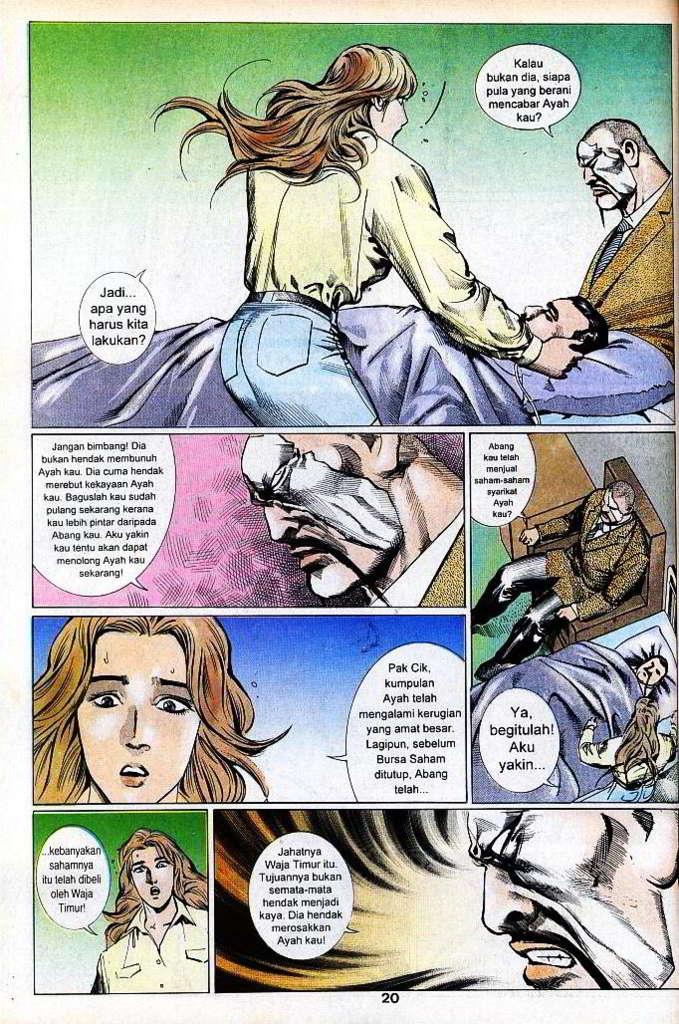 Kalau
bukan dia, siapa
pula yang berani
mencabar Ayah
kau?
Jadi...
apa yang
harus kita
lakukan?
Jangan bimbang! Dia
bukan hendak membunuh
Ayah kau. Dia cuma hendak
merebut kekayaan Ayah
kau. Baguslah kau sudah
pulang sekarang kerana
kau lebih pintar daripada
Abang kau. Aku yakin
kau tentu akan dapat
menolong Ayah kau
sekarang!
Abang
kau telah
menjual
saham-saham
syarikat
Ayah
kau?
Ya,
begitulah!
Aku
yakin...
Pak Cik,
kumpulan
Ayah telah
mengalami kerugian
yang amat besar.
Lagipun, sebelum
Bursa Saham
ditutup, Abang
telah...
...kebanyakan
sahamnya
itu telah dibeli
oleh Waja
Timur!
Jahatnya
Waja Timur itu.
Tujuannya bukan
semata-mata
hendak menjadi
kaya. Dia hendak
merosakkan
Ayah kau!
20